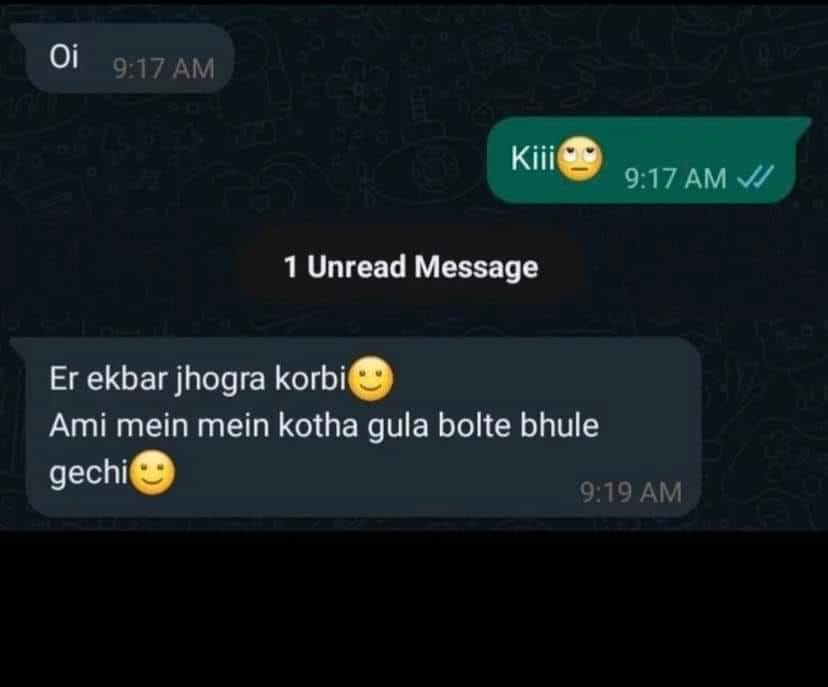 Oi 9:17 AM
Kiii🙄 9:17 AM
1 Unread Message
Er ekbar jhogra korbi🙂
Ami mein mein kotha gula bolte bhule
gechi🙂
9:19 AM